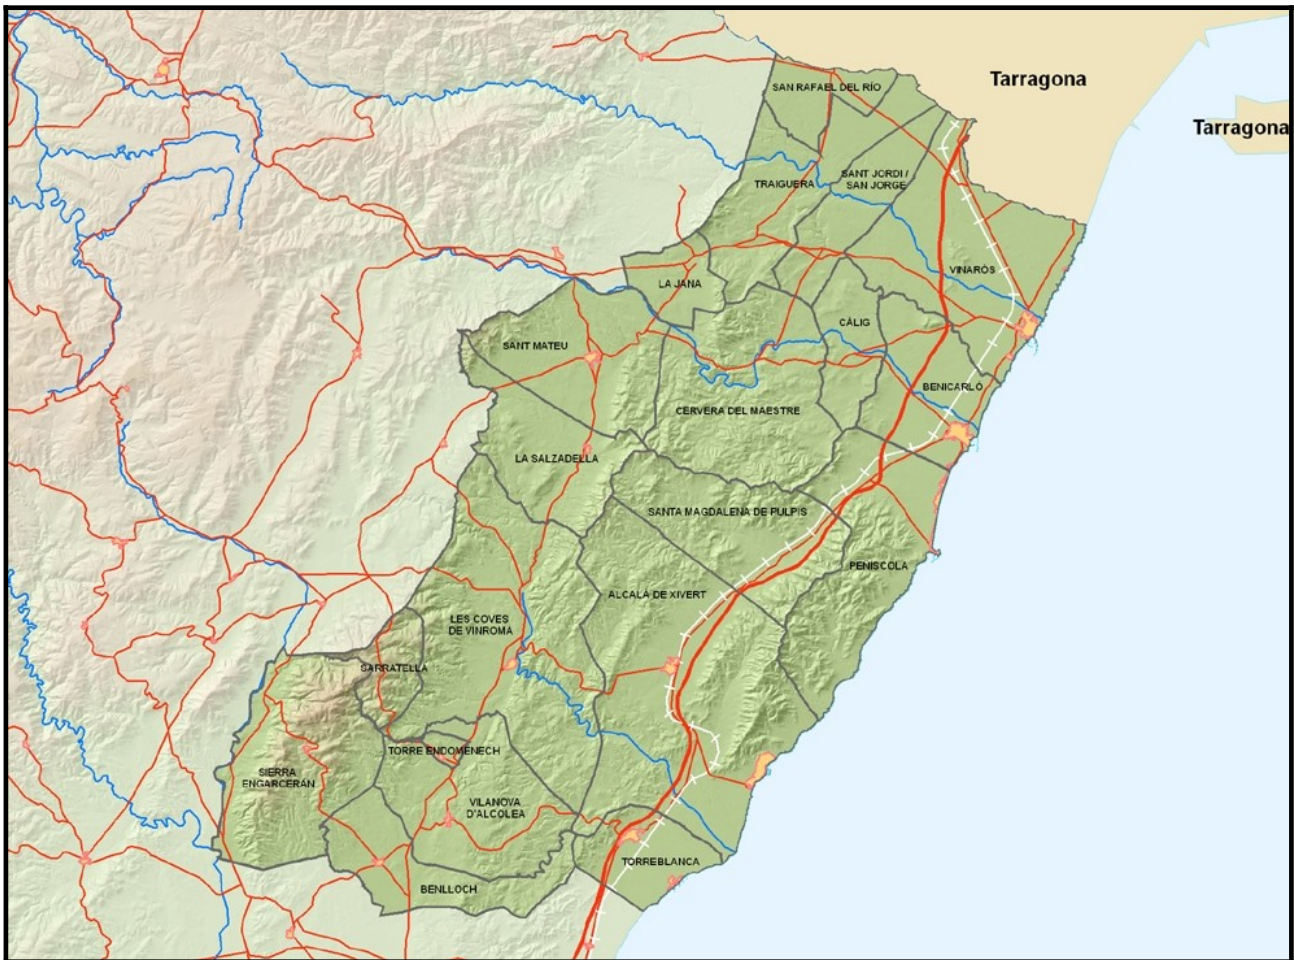 Tarragona
SAN RAFAEL DEL RÍO
Tarragona
TRAIGUERA
SANT JORDI /
SAN JORGE
VINARÒS
LA JANA
CÀLIG
SANT MATEU
BENICARLÓ
CERVERA DEL MAESTRE
LA SALZADELLA
SANTA MAGDALENA DE PULPIS
PENISCOLA
ALCALÀ DE XIVERT
LES COVES
DE VINROMA
SARRATELLA
TORRE ENDOMENECH
SIERRA
ENGARCERÁN
VILANOVA
D'ALCOLEA
TORREBLANCA
BENLLOCH